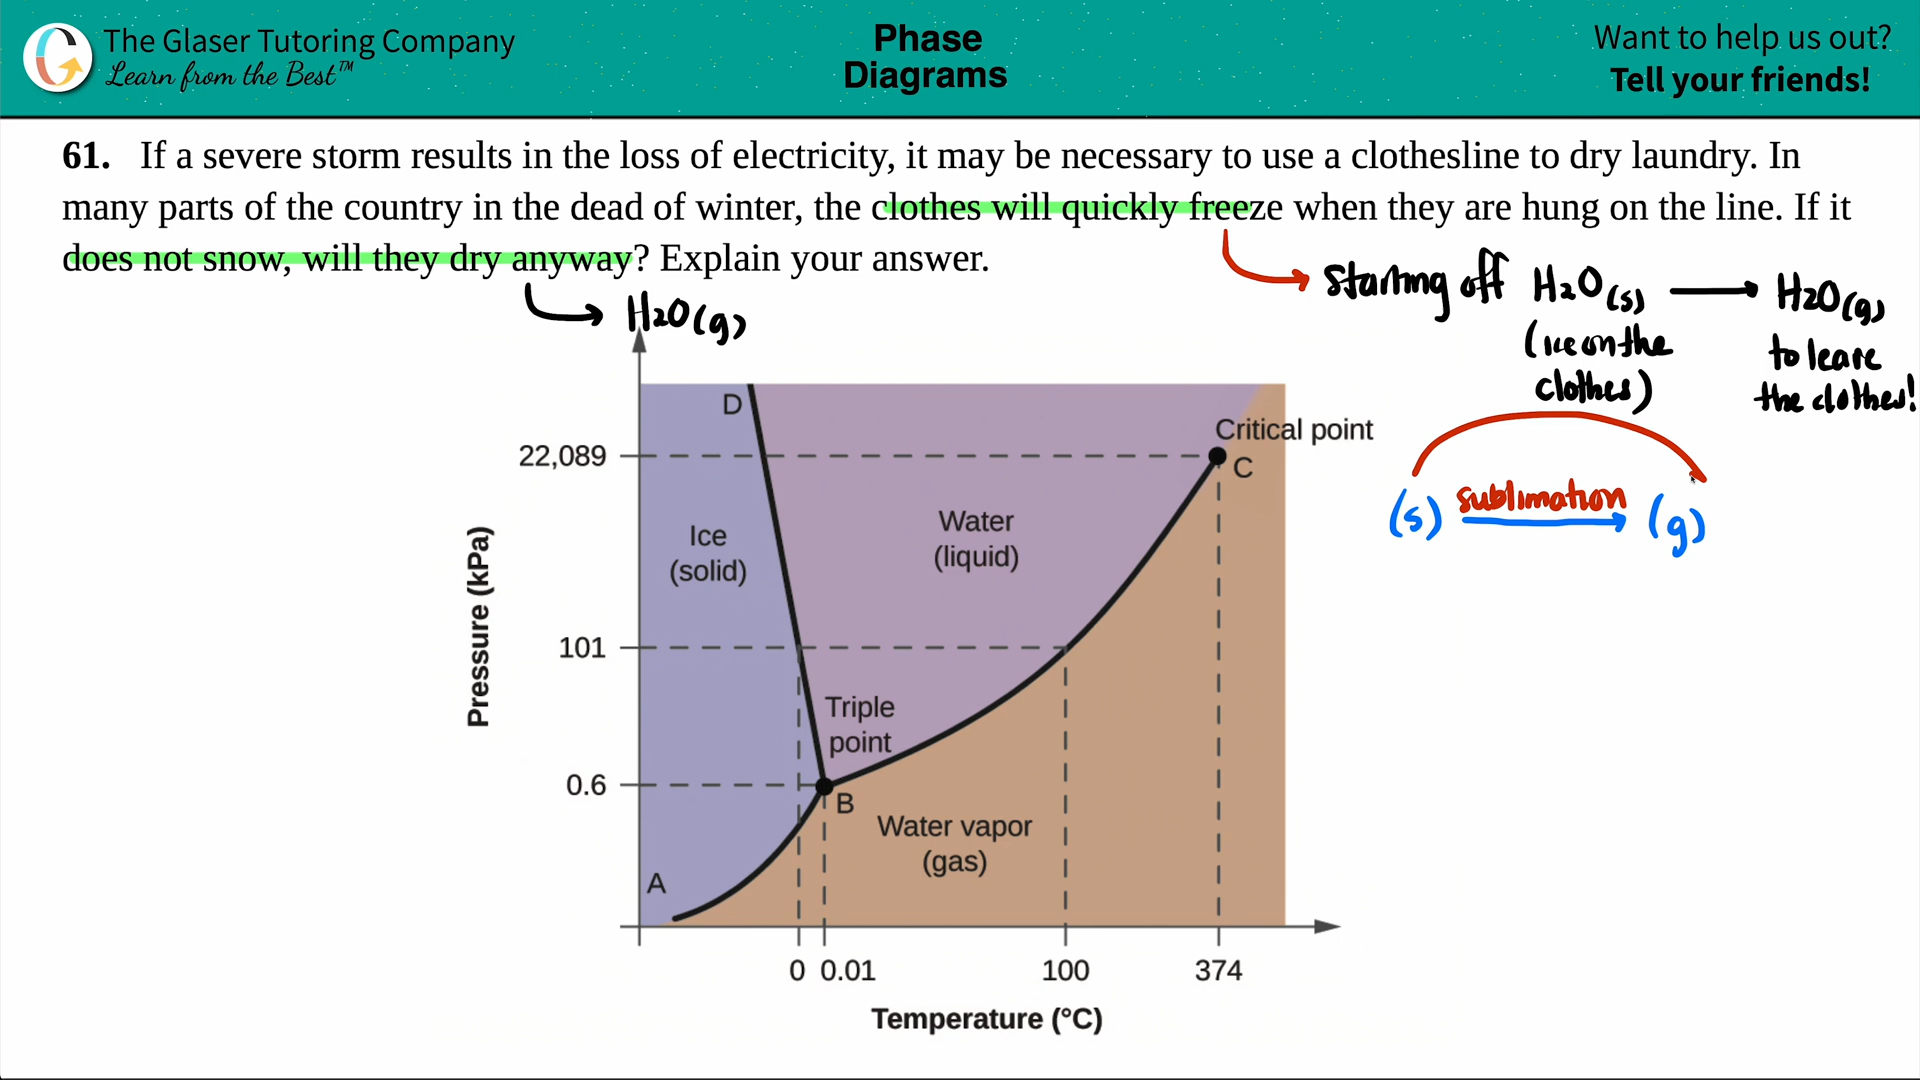 The Glaser Tutoring Company
Learn from the Best™
Phase
Diagrams
Want to help us out?
Tell your friends!
61. If a severe storm results in the loss of electricity, it may be necessary to use a clothesline to dry laundry. In
many parts of the country in the dead of winter, the clothes will quickly freeze when they are hung on the line. If it
does not snow, will they dry anyway? Explain your answer.
H2O(g)
Starting off H2O(s) → H2O(g)
(ice on the
clothes)
to leave
the clothes!
(s) sublimation (g)
D
Critical point
22,089
C
Ice
(solid)
Water
(liquid)
Pressure (kPa)
101
Triple
point
0.6
B
Water vapor
(gas)
A
0 0.01 100 374
Temperature (°C)